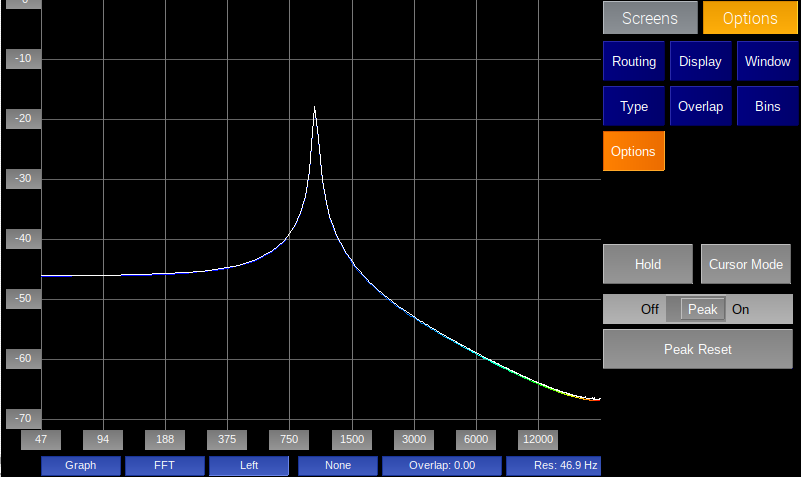 0
-10
-20
-30
-40
-50
-60
-70
47 94 188 375 750 1500 3000 6000 12000
Graph FFT Left None Overlap: 0.00 Res: 46.9 Hz
Screens Options
Routing Display Window
Type Overlap Bins
Options
Hold Cursor Mode
Off Peak On
Peak Reset